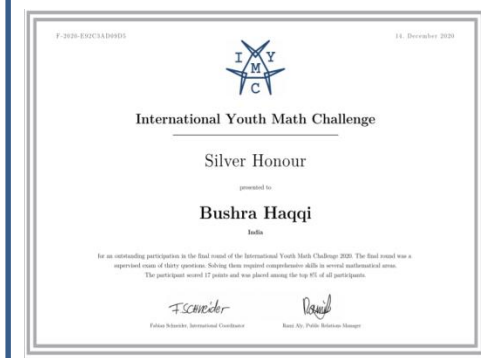 F-2020-E92C5AD09D5
14. December 2020
I Y
M
C
International Youth Math Challenge
Silver Honour
presented to
Bushra Haqqi
India
for an outstanding participation in the final round of the International Youth Math Challenge 2020. The final round was a
supervised exam of thirty questions. Solving them required comprehensive skills in several mathematical areas.
The participant scored 17 points and was placed among the top 8% of all participants.
F. SCHNEIDER
Fabian Schneider, International Coordinator
Rami Aly, Public Relations Manager